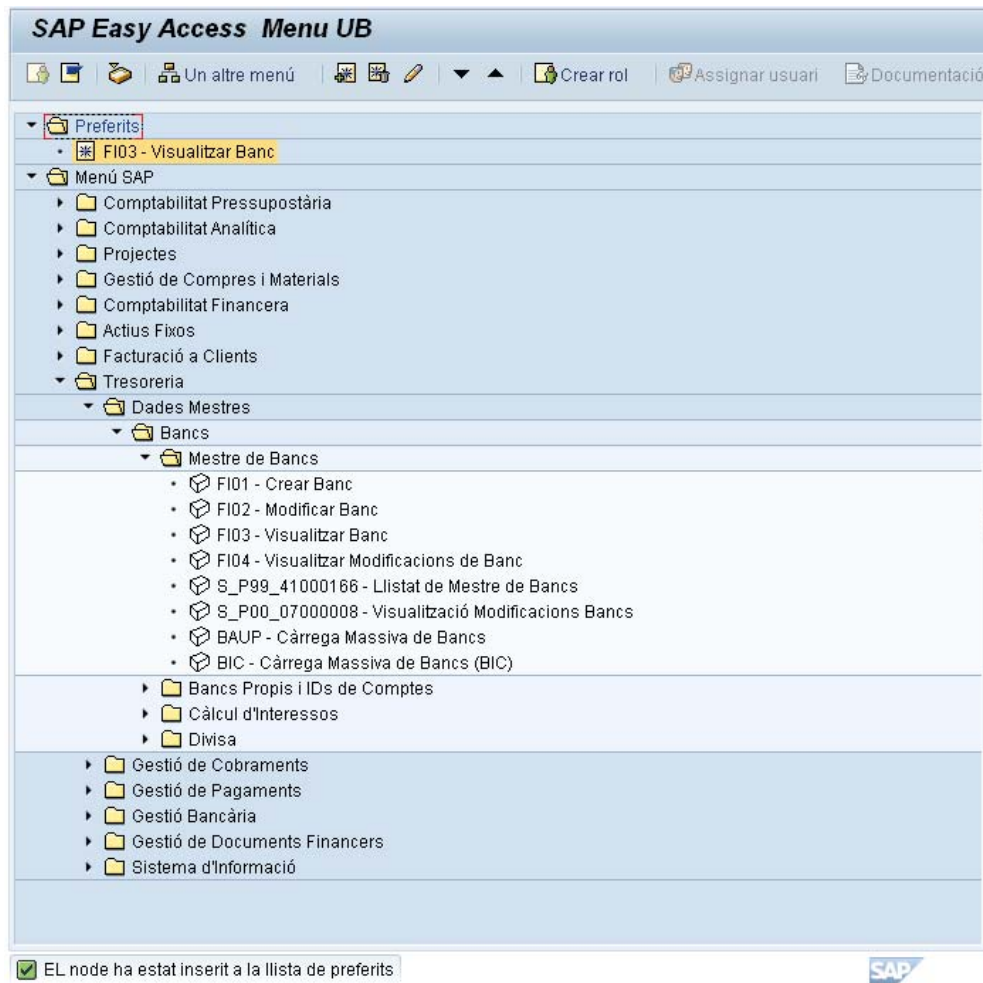 SAP Easy Access Menu UB
Un altre menú Crear rol Assignar usuari Documentació
Preferits
FI03 - Visualitzar Banc
Menú SAP
Comptabilitat Pressupostària
Comptabilitat Analítica
Projectes
Gestió de Compres i Materials
Comptabilitat Financera
Actius Fixos
Facturació a Clients
Tresoreria
Dades Mestres
Bancs
Mestre de Bancs
FI01 - Crear Banc
FI02 - Modificar Banc
FI03 - Visualitzar Banc
FI04 - Visualitzar Modificacions de Banc
S_P99_41000166 - Llistat de Mestre de Bancs
S_P00_07000008 - Visualització Modificacions Bancs
BAUP - Càrrega Massiva de Bancs
BIC - Càrrega Massiva de Bancs (BIC)
Bancs Propis i IDs de Comptes
Càlcul d'Interessos
Divisa
Gestió de Cobraments
Gestió de Pagaments
Gestió Bancària
Gestió de Documents Financers
Sistema d'Informació
EL node ha estat inserit a la llista de preferits
SAP